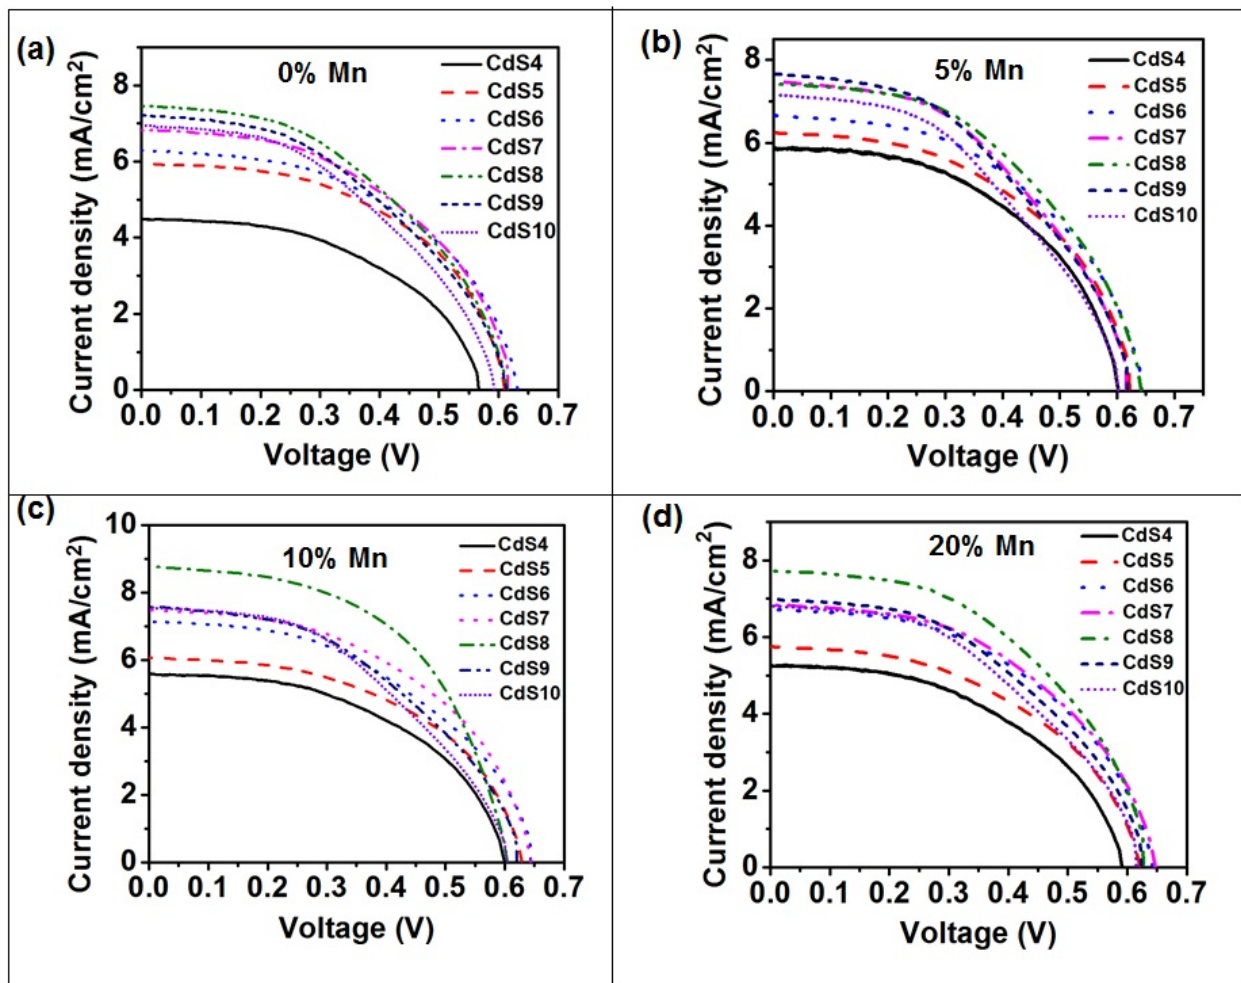 (a)
0% Mn
CdS4
CdS5
CdS6
CdS7
CdS8
CdS9
CdS10
Current density (mA/cm²)
8
6
4
2
0
0.0 0.1 0.2 0.3 0.4 0.5 0.6 0.7
Voltage (V)
(b)
5% Mn
CdS4
CdS5
CdS6
CdS7
CdS8
CdS9
CdS10
Current density (mA/cm²)
8
6
4
2
0
0.0 0.1 0.2 0.3 0.4 0.5 0.6 0.7
Voltage (V)
(c)
10% Mn
CdS4
CdS5
CdS6
CdS7
CdS8
CdS9
CdS10
Current density (mA/cm²)
10
8
6
4
2
0
0.0 0.1 0.2 0.3 0.4 0.5 0.6 0.7
Voltage (V)
(d)
20% Mn
CdS4
CdS5
CdS6
CdS7
CdS8
CdS9
CdS10
Current density (mA/cm²)
8
6
4
2
0
0.0 0.1 0.2 0.3 0.4 0.5 0.6 0.7
Voltage (V)